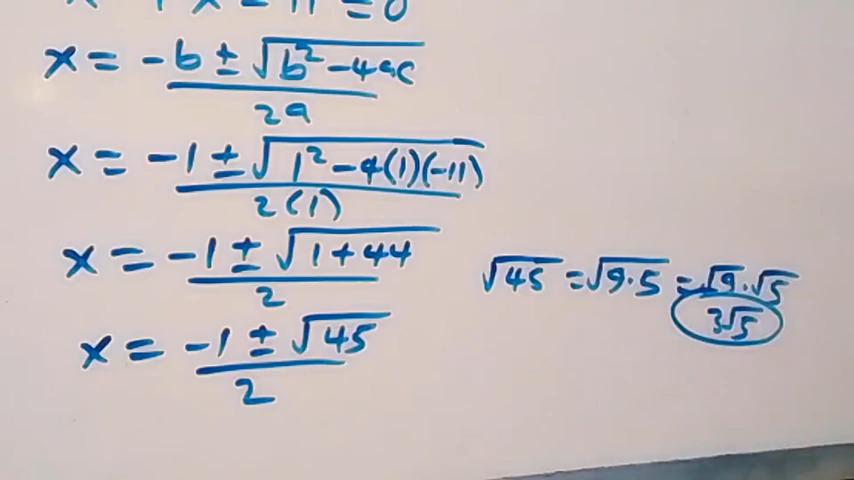 x = -b ± √b² - 4ac / 2a
x = -1 ± √1² - 4(1)(-11) / 2(1)
x = -1 ± √1 + 44 / 2
√45 = √9·5 = √9·√5
3√5
x = -1 ± √45 / 2